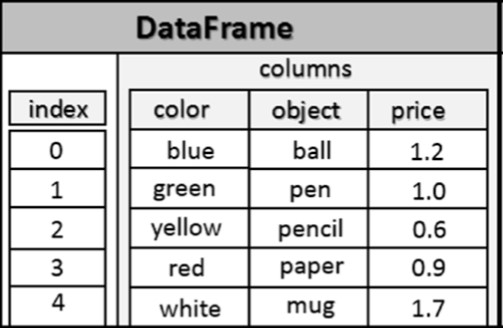 DataFrame
columns
index color object price
0 blue ball 1.2
1 green pen 1.0
2 yellow pencil 0.6
3 red paper 0.9
4 white mug 1.7